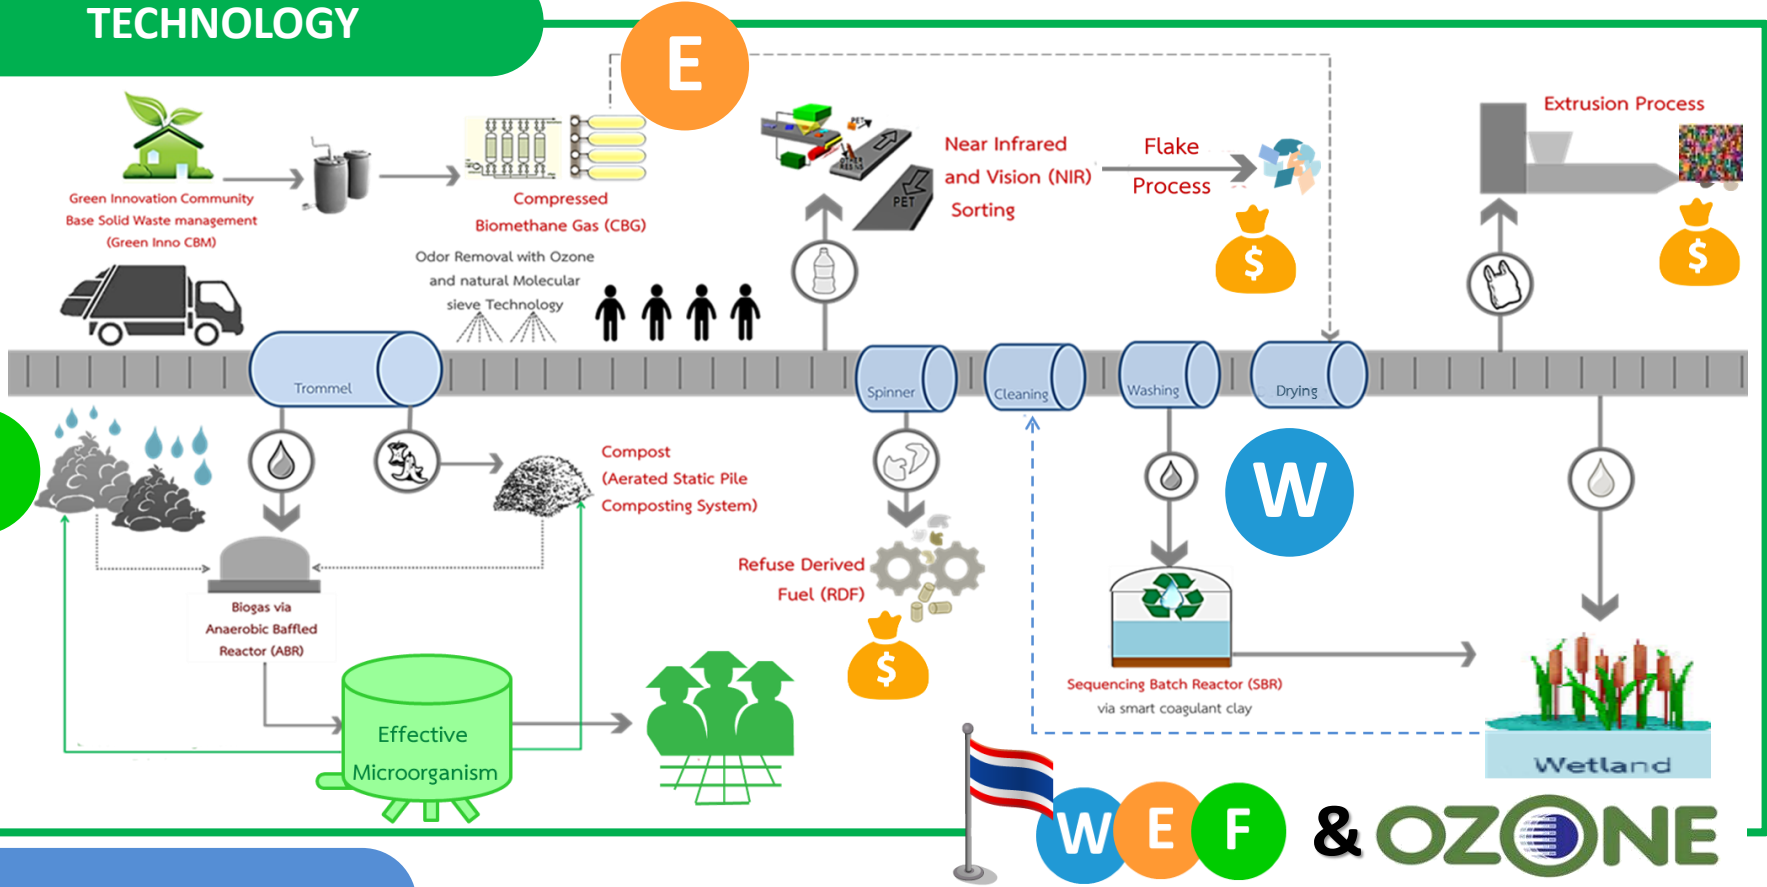 TECHNOLOGY
E
Green Innovation Community
Base Solid Waste management
(Green Inno CBM)
Compressed
Biomethane Gas (CBG)
Odor Removal with Ozone
and natural Molecular
sieve Technology
PET
OTHER
RESINS
PET
Near Infrared
and Vision (NIR)
Sorting
Flake
Process
$
Extrusion Process
$
Trommel
Spinner
Cleaning
Washing
Drying
Compost
(Aerated Static Pile
Composting System)
W
Refuse Derived
Fuel (RDF)
$
Biogas via
Anaerobic Baffled
Reactor (ABR)
Effective
Microorganism
Sequencing Batch Reactor (SBR)
via smart coagulant clay
Wetland
W E F & OZONE